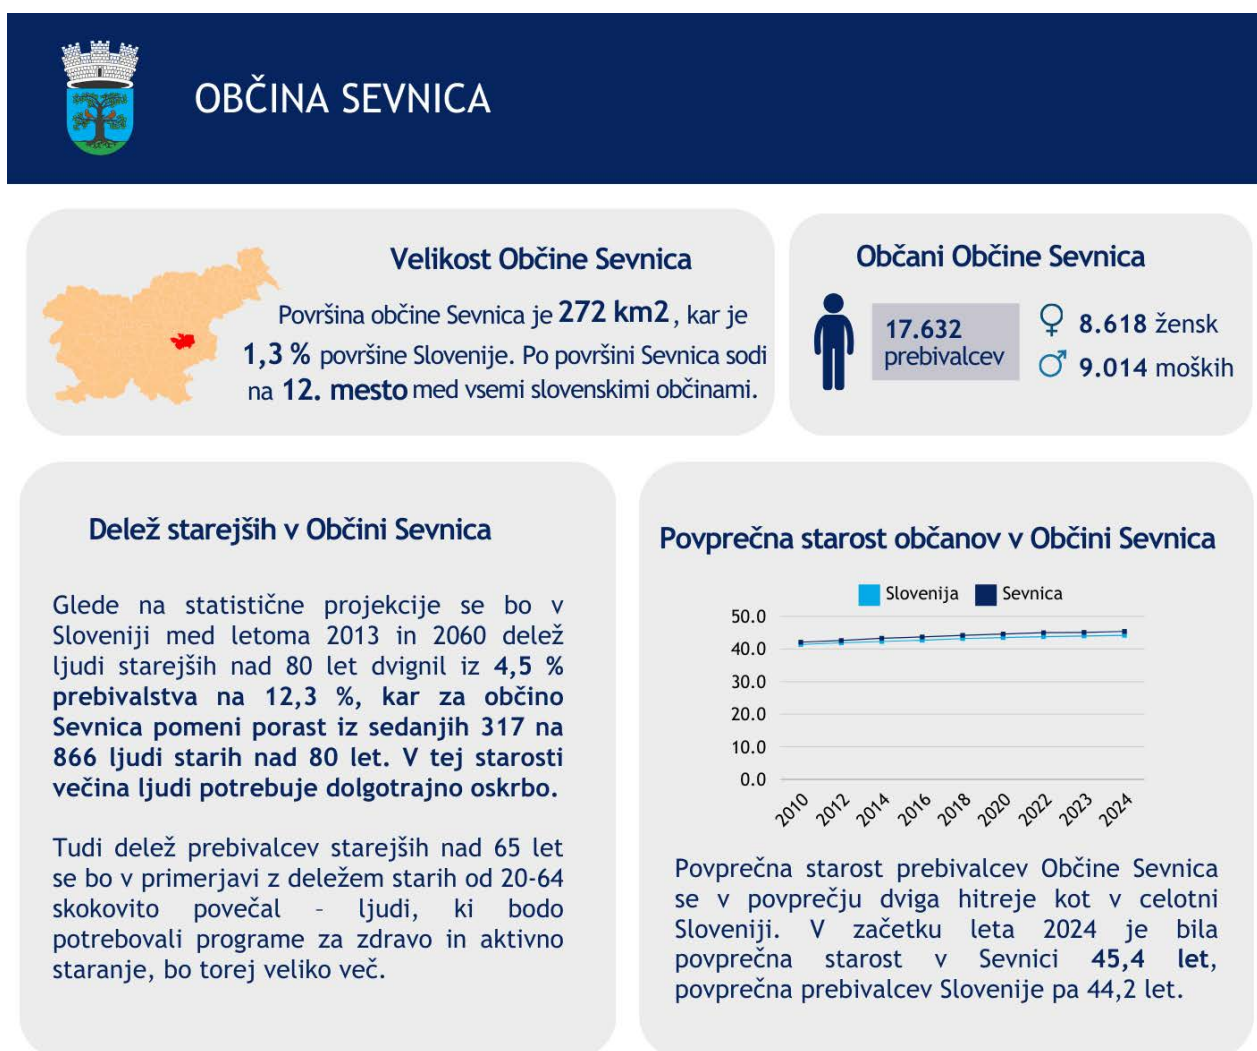 OBČINA SEVNICA
Velikost Občine Sevnica
Površina občine Sevnica je 272 km2, kar je
1,3 % površine Slovenije. Po površini Sevnica sodi
na 12. mesto med vsemi slovenskimi občinami.
Občani Občine Sevnica
17.632
prebivalcev
8.618 žensk
9.014 moških
Delež starejših v Občini Sevnica
Glede na statistične projekcije se bo v
Sloveniji med letoma 2013 in 2060 delež
ljudi starejših nad 80 let dvignil iz 4,5 %
prebivalstva na 12,3 %, kar za občino
Sevnica pomeni porast iz sedanjih 317 na
866 ljudi starih nad 80 let. V tej starosti
večina ljudi potrebuje dolgotrajno oskrbo.
Tudi delež prebivalcev starejših nad 65 let
se bo v primerjavi z deležem starih od 20-64
skokovito povečal – ljudi, ki bodo
potrebovali programe za zdravo in aktivno
staranje, bo torej veliko več.
Povprečna starost občanov v Občini Sevnica
Slovenija Sevnica
50.0
40.0
30.0
20.0
10.0
0.0
2010 2012 2014 2016 2018 2020 2022 2023 2024
Povprečna starost prebivalcev Občine Sevnica
se v povprečju dviga hitreje kot v celotni
Sloveniji. V začetku leta 2024 je bila
povprečna starost v Sevnici 45,4 let,
povprečna prebivalcev Slovenije pa 44,2 let.